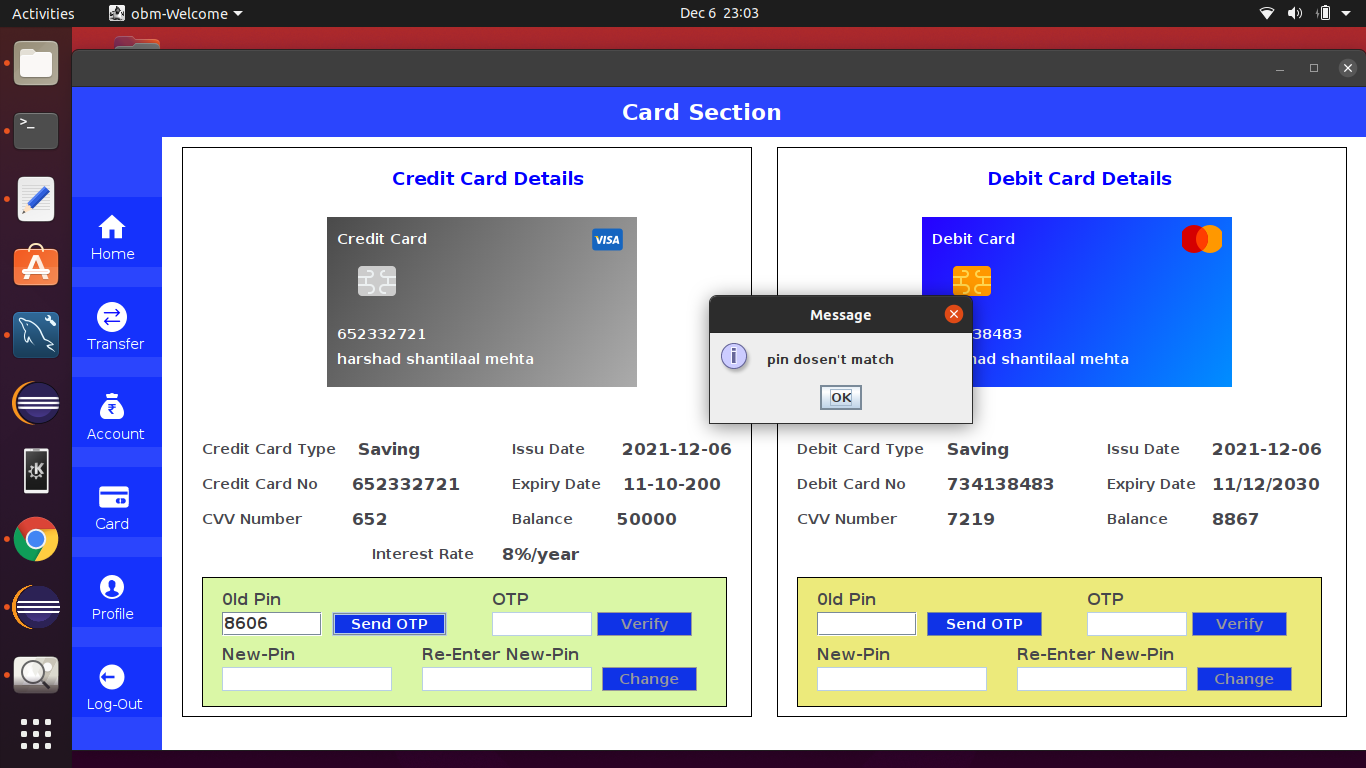 Activities obm-Welcome Dec 6 23:03
Card Section
Home
Transfer
Account
Card
Profile
Log-Out
Credit Card Details
Credit Card VISA
652332721
harshad shantilaal mehta
Credit Card Type Saving Issu Date 2021-12-06
Credit Card No 652332721 Expiry Date 11-10-200
CVV Number 652 Balance 50000
Interest Rate 8%/year
0ld Pin OTP
8606 Send OTP Verify
New-Pin Re-Enter New-Pin
Change
Debit Card Details
Debit Card
38483
had shantilaal mehta
Debit Card Type Saving Issu Date 2021-12-06
Debit Card No 734138483 Expiry Date 11/12/2030
CVV Number 7219 Balance 8867
0ld Pin OTP
Send OTP Verify
New-Pin Re-Enter New-Pin
Change
Message
pin dosen't match
OK